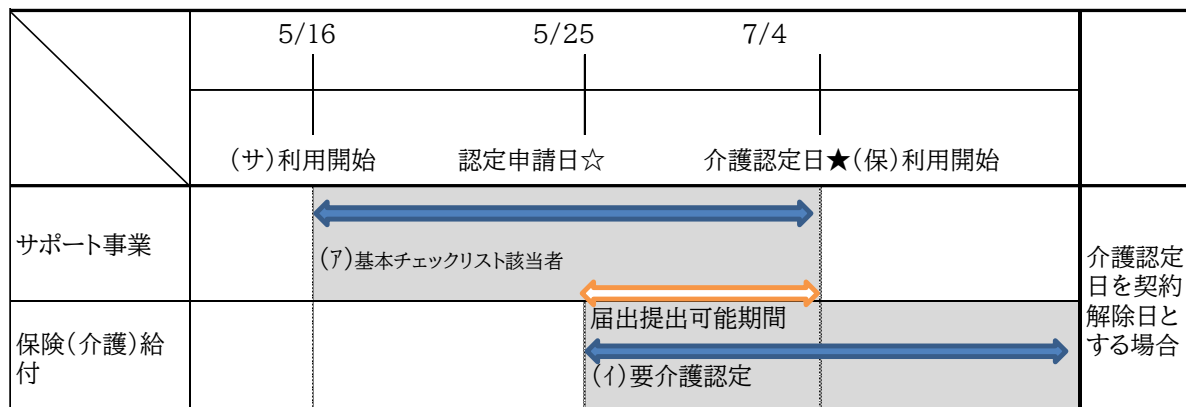 5/16 5/25 7/4
(サ)利用開始 認定申請日☆ 介護認定日★(保)利用開始
サポート事業
(ア)基本チェックリスト該当者
届出提出可能期間
保険(介護)給
付
(イ)要介護認定
介護認定
日を契約
解除日と
する場合